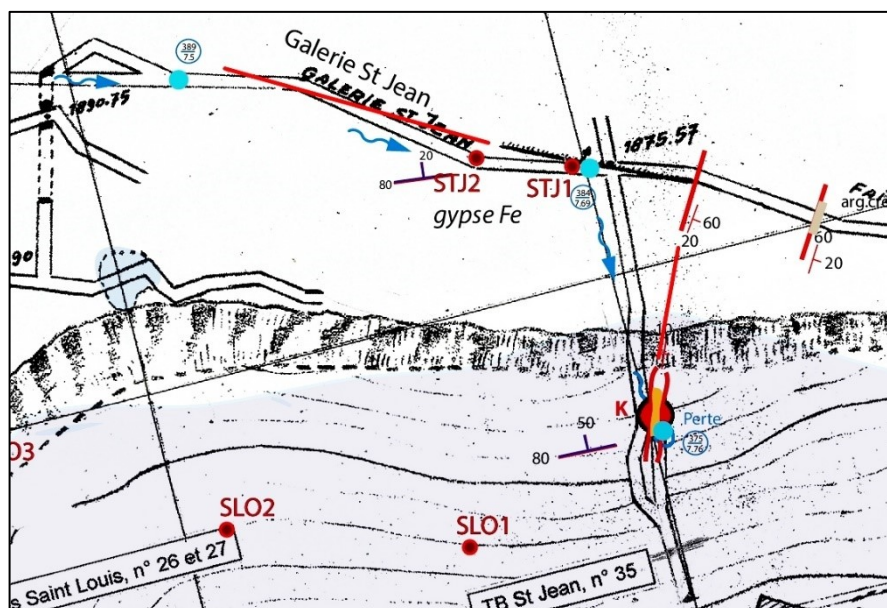 389
7.5
Galerie St Jean
GALERIE ST JEAN
1890.75
1875.57
20
80
STJ2
STJ1
384
7.69
gypse Fe
60
20
arg.cre
60
20
90
10
K
Perte
375
7.76
50
80
O3
SLO2
SLO1
s Saint Louis, n° 26 et 27
TB St Jean, n° 35